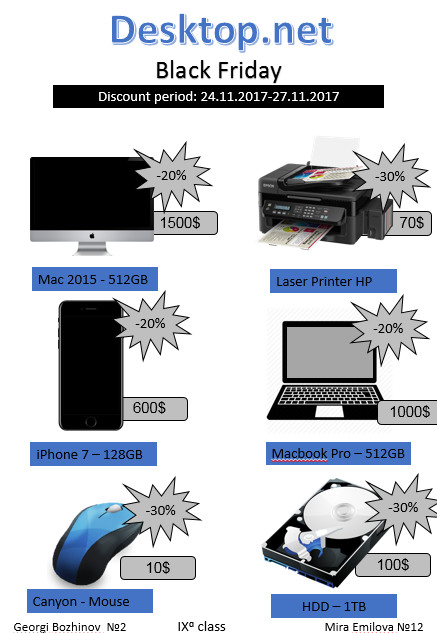 Desktop.net
Black Friday
Discount period: 24.11.2017-27.11.2017
-20%
1500$
Mac 2015 - 512GB
-30%
70$
EPSON
Laser Printer HP
-20%
600$
iPhone 7 – 128GB
-20%
1000$
Macbook Pro – 512GB
-30%
10$
Canyon - Mouse
-30%
100$
HDD – 1TB
Georgi Bozhinov №2
IXª class
Mira Emilova №12